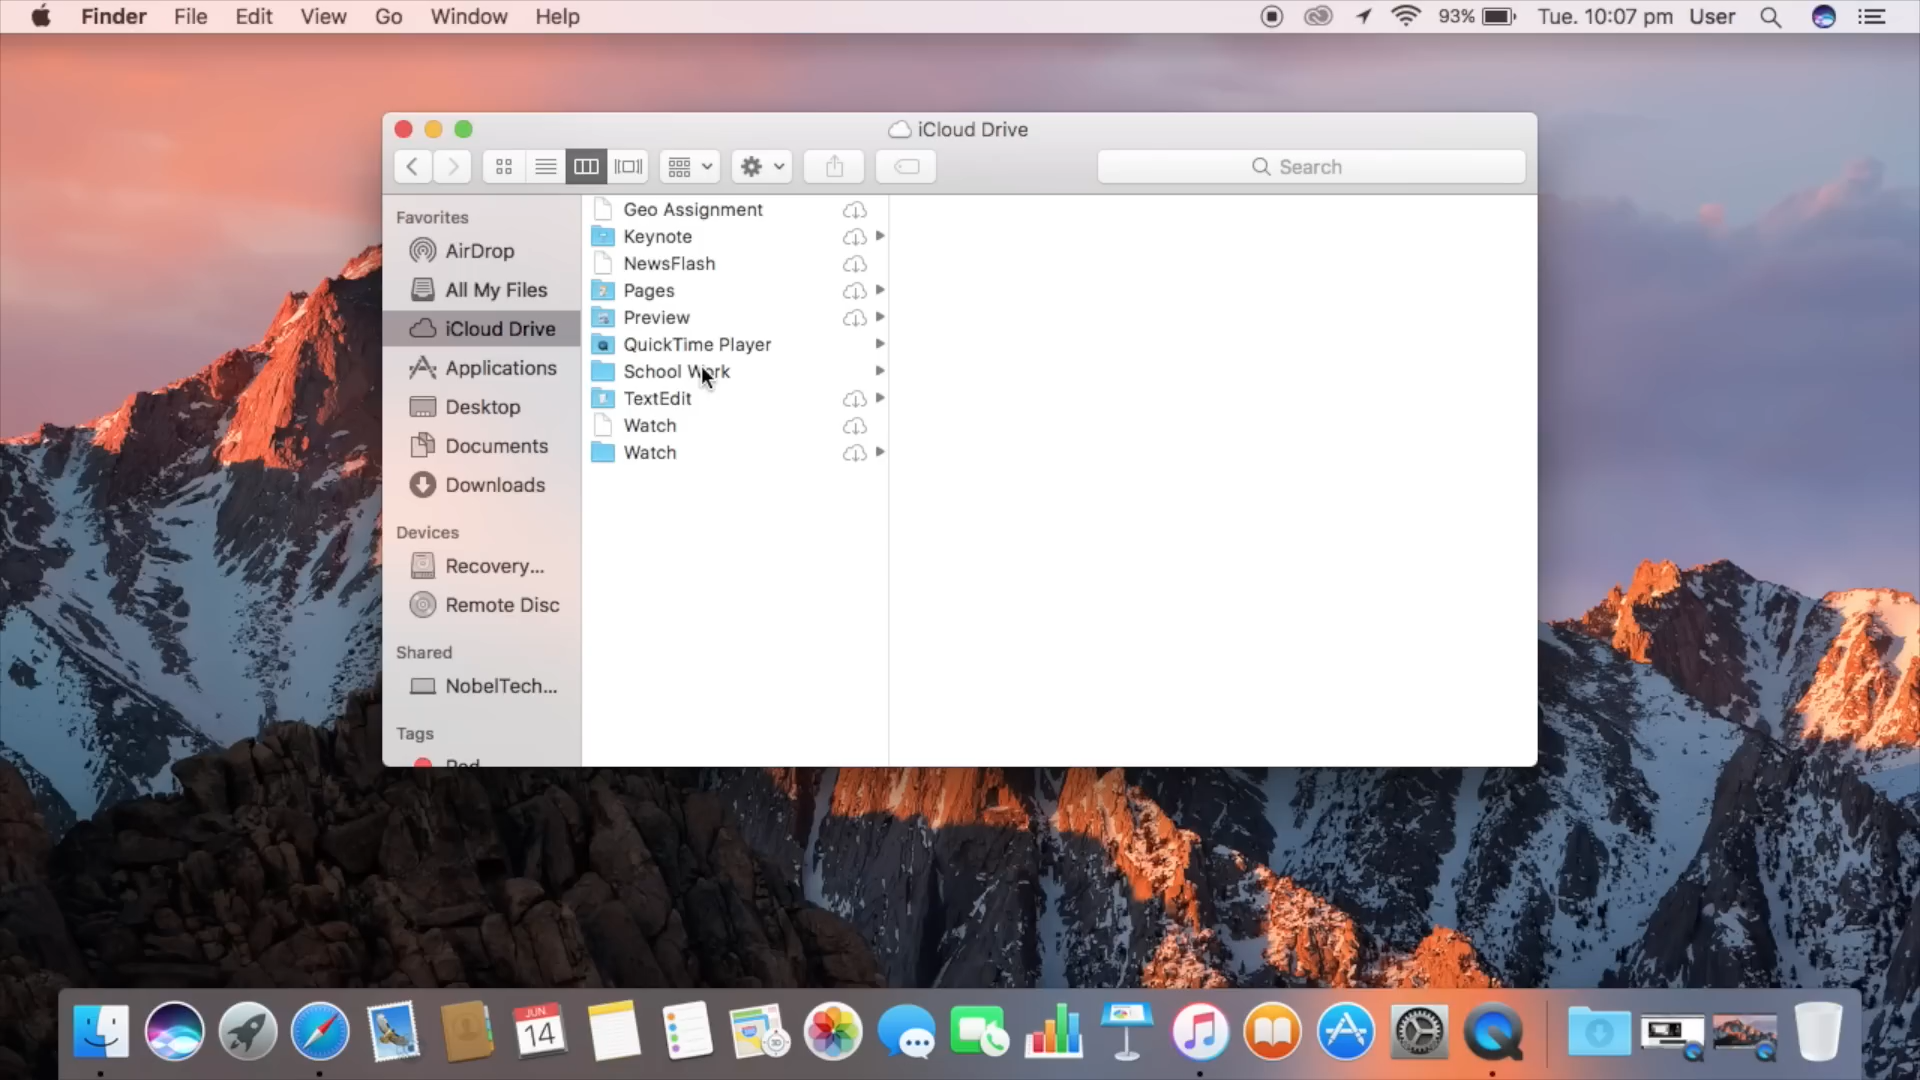 Finder File Edit View Go Window Help 93% Tue. 10:07 pm User
iCloud Drive
Search
Favorites
AirDrop
All My Files
iCloud Drive
Applications
Desktop
Documents
Downloads
Devices
Recovery...
Remote Disc
Shared
NobelTech...
Tags
Red
Geo Assignment
Keynote
NewsFlash
Pages
Preview
QuickTime Player
School Work
TextEdit
Watch
Watch
JUN
14
3D